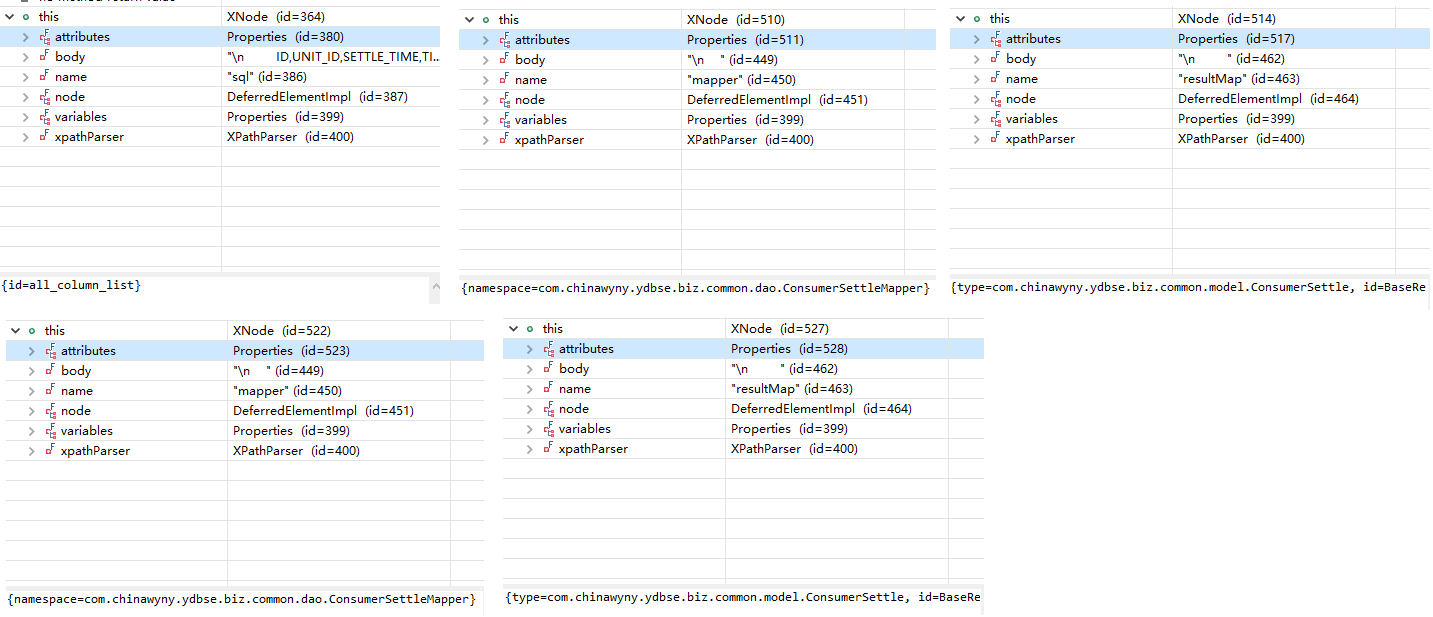 no method return value
this XNode (id=364)
attributes Properties (id=380)
body "\n ID,UNIT_ID,SETTLE_TIME,TI...
name "sql" (id=386)
node DeferredElementImpl (id=387)
variables Properties (id=399)
xpathParser XPathParser (id=400)
{id=all_column_list}
this XNode (id=510)
attributes Properties (id=511)
body "\n " (id=449)
name "mapper" (id=450)
node DeferredElementImpl (id=451)
variables Properties (id=399)
xpathParser XPathParser (id=400)
{namespace=com.chinawyny.ydbse.biz.common.dao.ConsumerSettleMapper}
this XNode (id=514)
attributes Properties (id=517)
body "\n " (id=462)
name "resultMap" (id=463)
node DeferredElementImpl (id=464)
variables Properties (id=399)
xpathParser XPathParser (id=400)
{type=com.chinawyny.ydbse.biz.common.model.ConsumerSettle, id=BaseRe
this XNode (id=522)
attributes Properties (id=523)
body "\n " (id=449)
name "mapper" (id=450)
node DeferredElementImpl (id=451)
variables Properties (id=399)
xpathParser XPathParser (id=400)
{namespace=com.chinawyny.ydbse.biz.common.dao.ConsumerSettleMapper}
this XNode (id=527)
attributes Properties (id=528)
body "\n " (id=462)
name "resultMap" (id=463)
node DeferredElementImpl (id=464)
variables Properties (id=399)
xpathParser XPathParser (id=400)
{type=com.chinawyny.ydbse.biz.common.model.ConsumerSettle, id=BaseRe